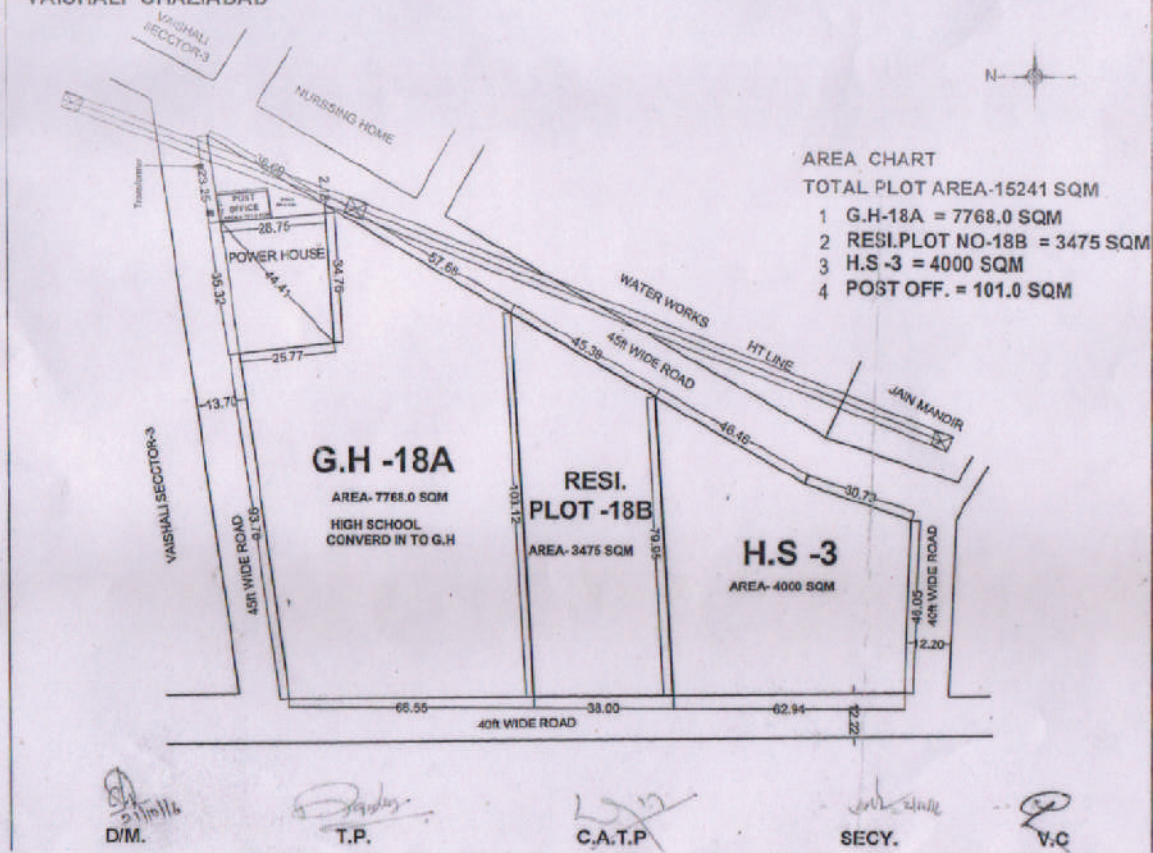 VAISHALI GHAZIABAD
VAISHALI
SECCTOR-3
NURSSING HOME
N
AREA CHART
TOTAL PLOT AREA-15241 SQM
1 G.H-18A = 7768.0 SQM
2 RESI.PLOT NO-18B = 3475 SQM
3 H.S -3 = 4000 SQM
4 POST OFF. = 101.0 SQM
Transformer
36.60
23.25
POST
OFFICE
28.75
POWER HOUSE
35.32
44.41
34.76
25.77
57.68
WATER WORKS
HT LINE
JAIN MANDIR
45ft WIDE ROAD
45.38
46.46
30.73
13.70
VAISHALI SECCTOR-3
45ft WIDE ROAD
93.76
G.H -18A
AREA- 7768.0 SQM
HIGH SCHOOL
CONVERD IN TO G.H
101.12
RESI.
PLOT -18B
AREA- 3475 SQM
79.05
H.S -3
AREA- 4000 SQM
46.05
40ft WIDE ROAD
12.20
66.55
38.00
62.94
12.22
40ft WIDE ROAD
D/M.
T.P.
C.A.T.P
SECY.
V.C